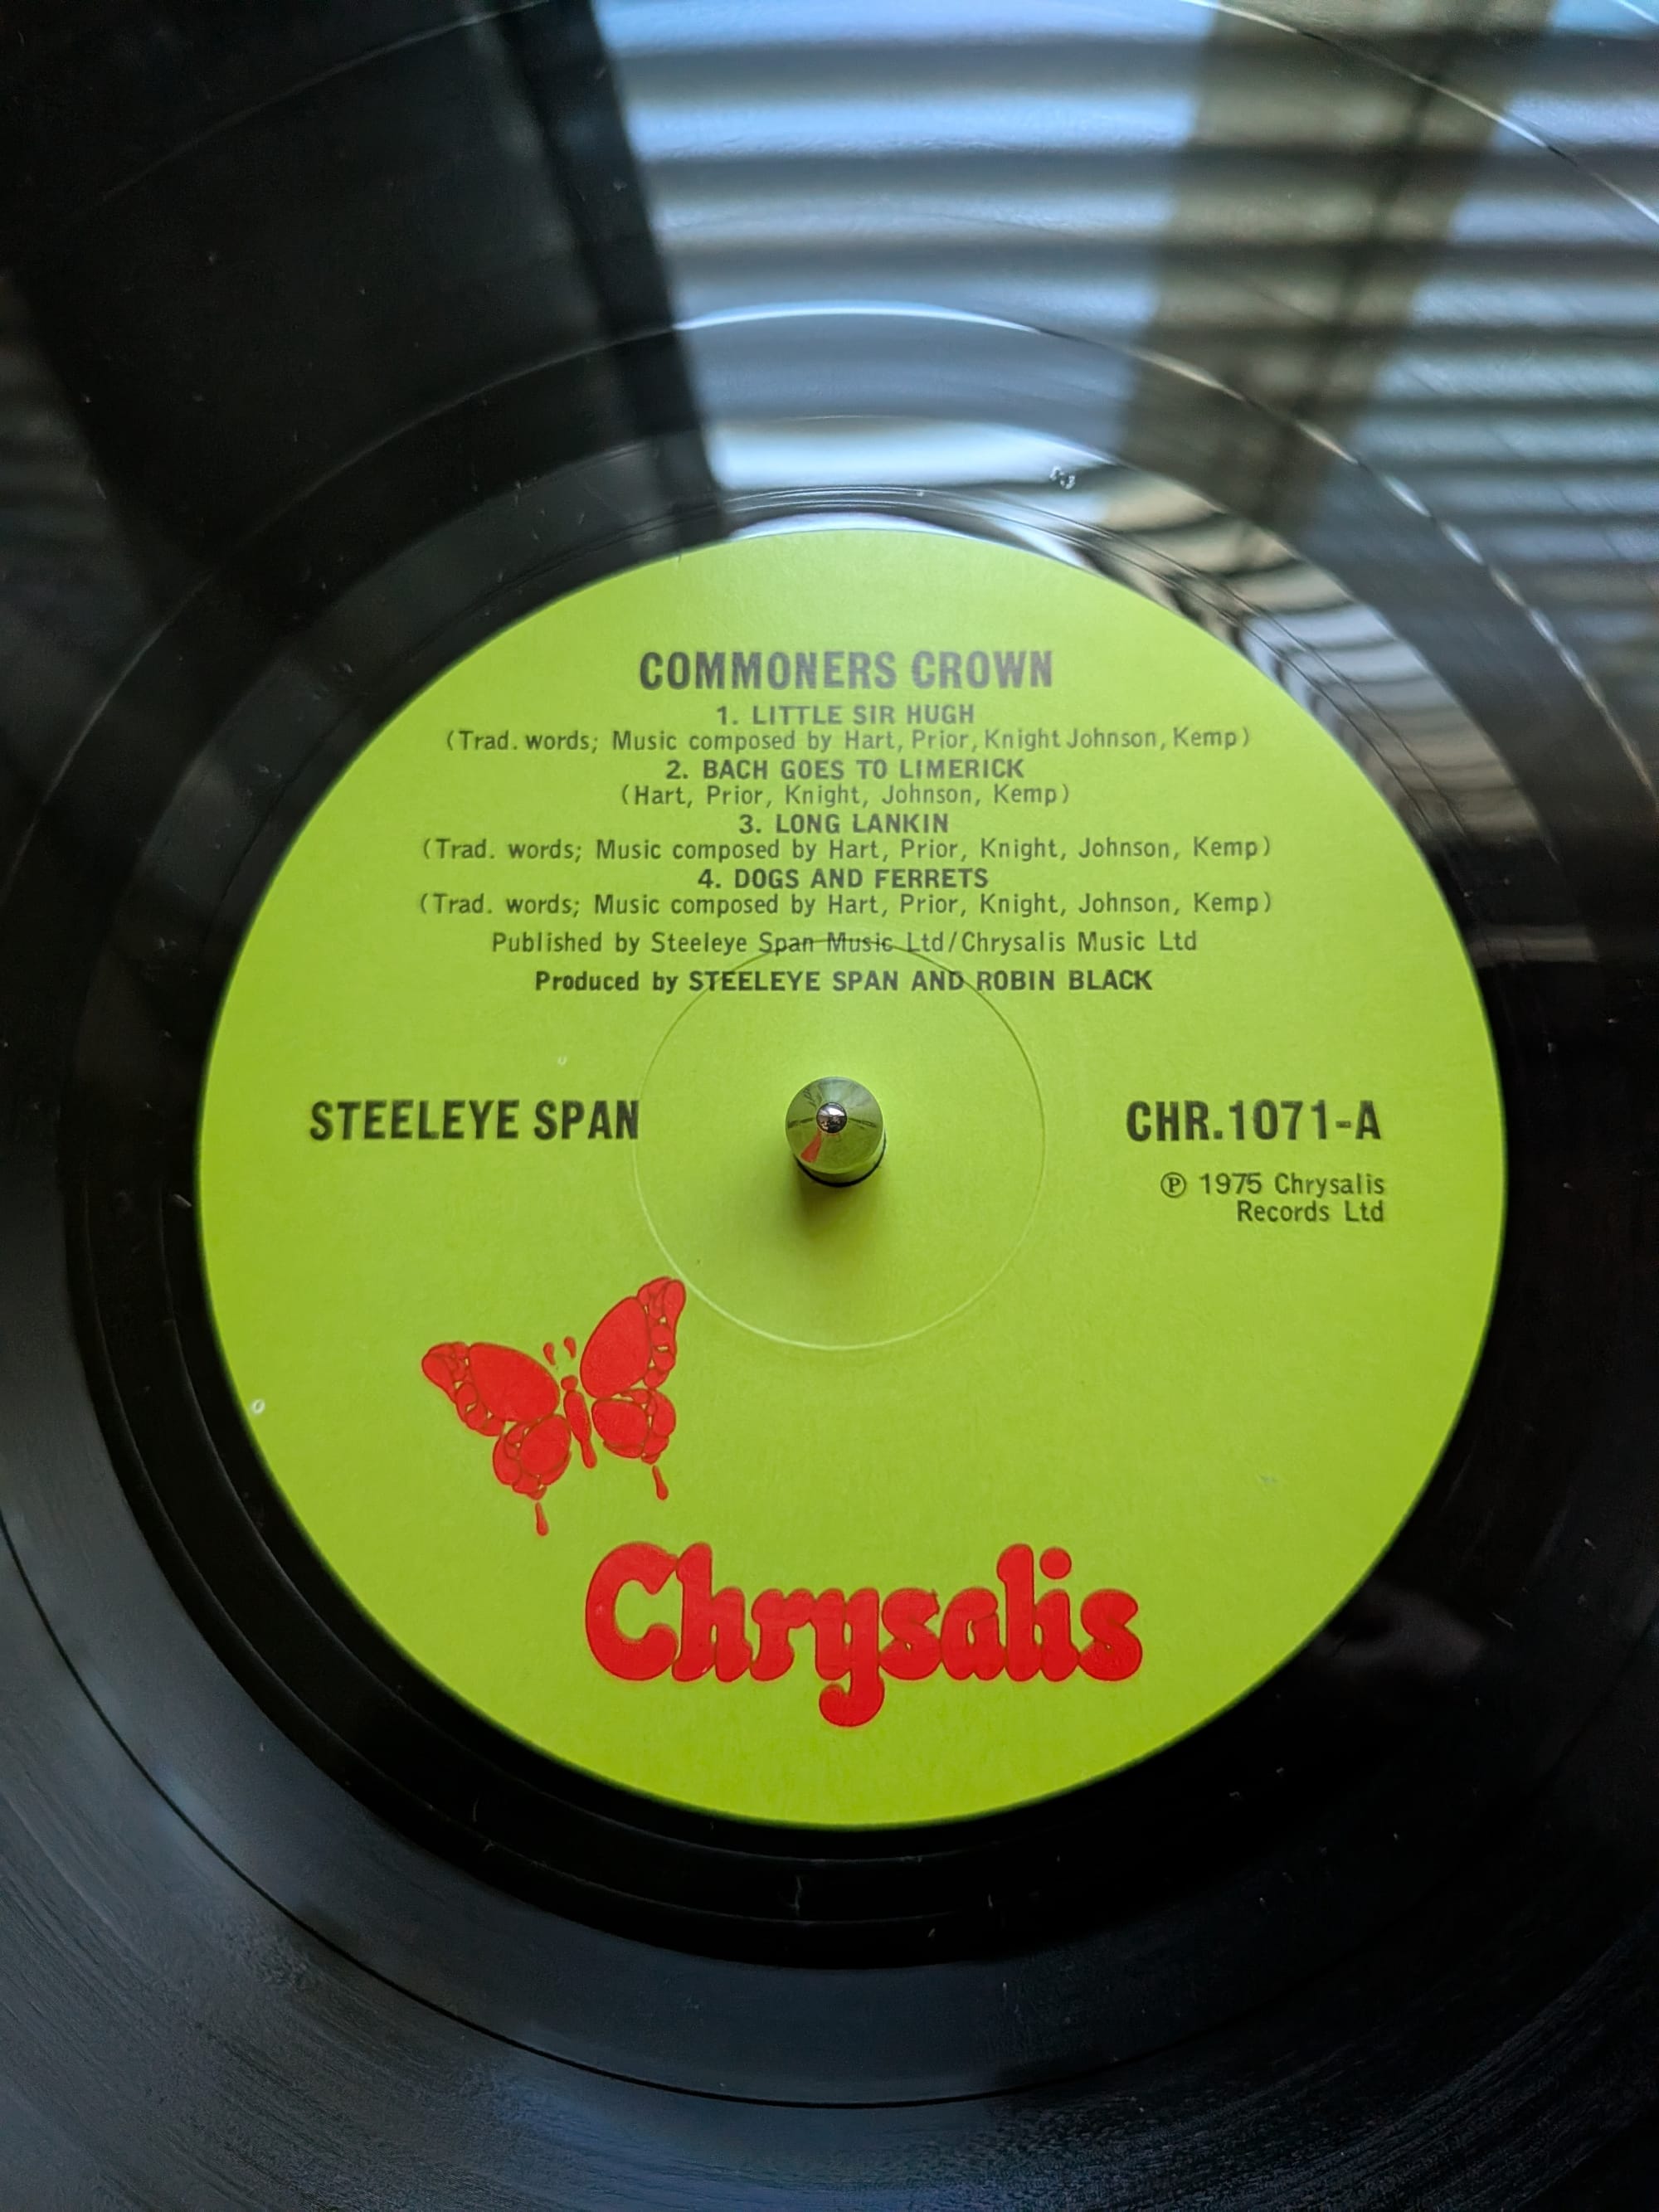 COMMONERS CROWN
1. LITTLE SIR HUGH
(Trad. words; Music composed by Hart, Prior, Knight Johnson, Kemp)
2. BACH GOES TO LIMERICK
(Hart, Prior, Knight, Johnson, Kemp)
3. LONG LANKIN
(Trad. words; Music composed by Hart, Prior, Knight, Johnson, Kemp)
4. DOGS AND FERRETS
(Trad. words; Music composed by Hart, Prior, Knight, Johnson, Kemp)
Published by Steeleye Span Music Ltd/Chrysalis Music Ltd
Produced by STEELEYE SPAN AND ROBIN BLACK
STEELEYE SPAN
CHR.1071-A
℗ 1975 Chrysalis
Records Ltd
Chrysalis